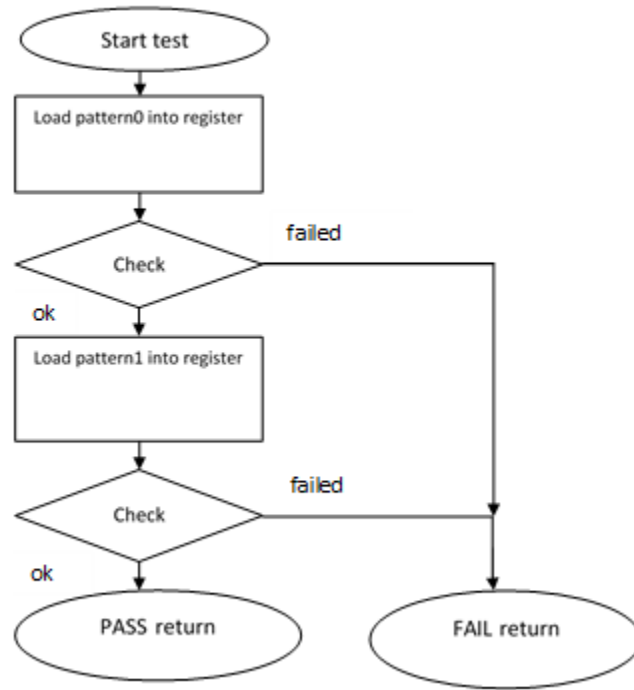 Start test
Load pattern0 into register
Check
failed
ok
Load pattern1 into register
Check
failed
ok
PASS return
FAIL return